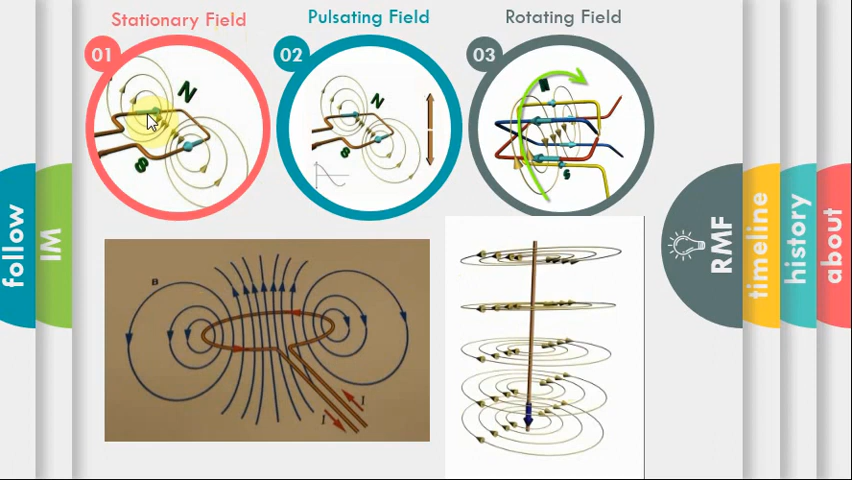 Stationary Field
Pulsating Field
Rotating Field
01
02
03
N
S
N
S
S
follow
IM
B
I
I
RMF
timeline
history
about